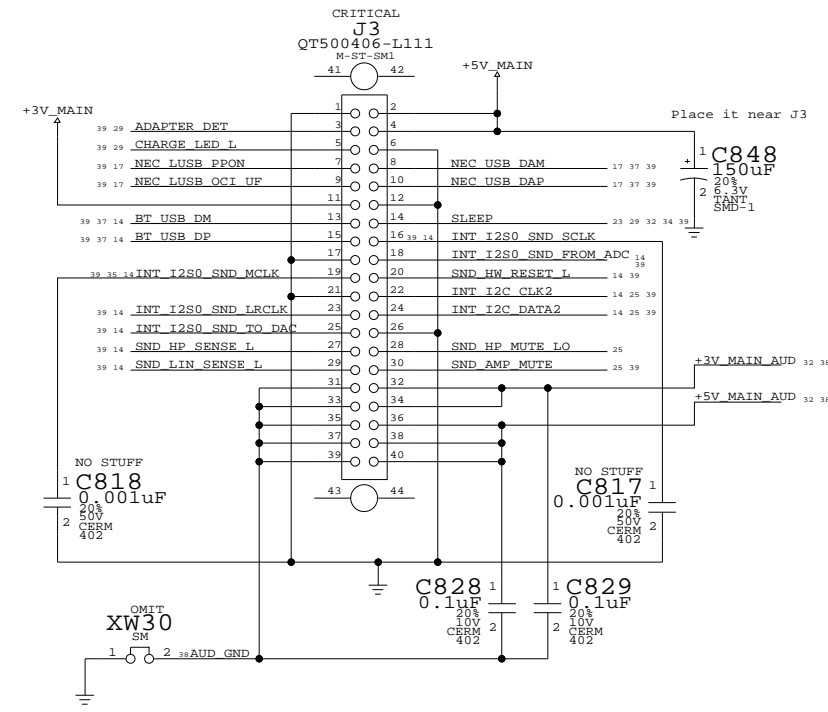 CRITICAL
J3
QT500406-L111
M-ST-SM1
41 42
+5V_MAIN
+3V_MAIN
1 2
Place it near J3
39 29 ADAPTER_DET 3 4
39 29 CHARGE_LED_L 5 6
1 C848
150uF
20%
6.3V
TANT
SMD-1
+
2
39 17 NEC_LUSB_PPON 7 8 NEC_USB_DAM 17 37 39
39 17 NEC_LUSB_OCI_UF 9 10 NEC_USB_DAP 17 37 39
11 12
39 37 14 BT_USB_DM 13 14 SLEEP 23 29 32 34 39
39 37 14 BT_USB_DP 15 16 39 14 INT_I2S0_SND_SCLK
17 18 INT_I2S0_SND_FROM_ADC 14
39
39 35 14 INT_I2S0_SND_MCLK 19 20 SND_HW_RESET_L 14 39
21 22 INT_I2C_CLK2 14 25 39
39 14 INT_I2S0_SND_LRCLK 23 24 INT_I2C_DATA2 14 25 39
39 14 INT_I2S0_SND_TO_DAC 25 26
39 14 SND_HP_SENSE_L 27 28 SND_HP_MUTE_LO 25
39 14 SND_LIN_SENSE_L 29 30 SND_AMP_MUTE 25 39
+3V_MAIN_AUD 32 38
31 32
33 34
+5V_MAIN_AUD 32 38
35 36
37 38
39 40
43 44
NO STUFF
1 C818
0.001uF
20%
50V
2 CERM
402
NO STUFF
C817 1
0.001uF
20%
50V
CERM 2
402
C828 1
0.1uF
20%
10V
CERM 2
402
1 C829
0.1uF
20%
10V
2 CERM
402
OMIT
XW30
SM
1 2 38 AUD_GND